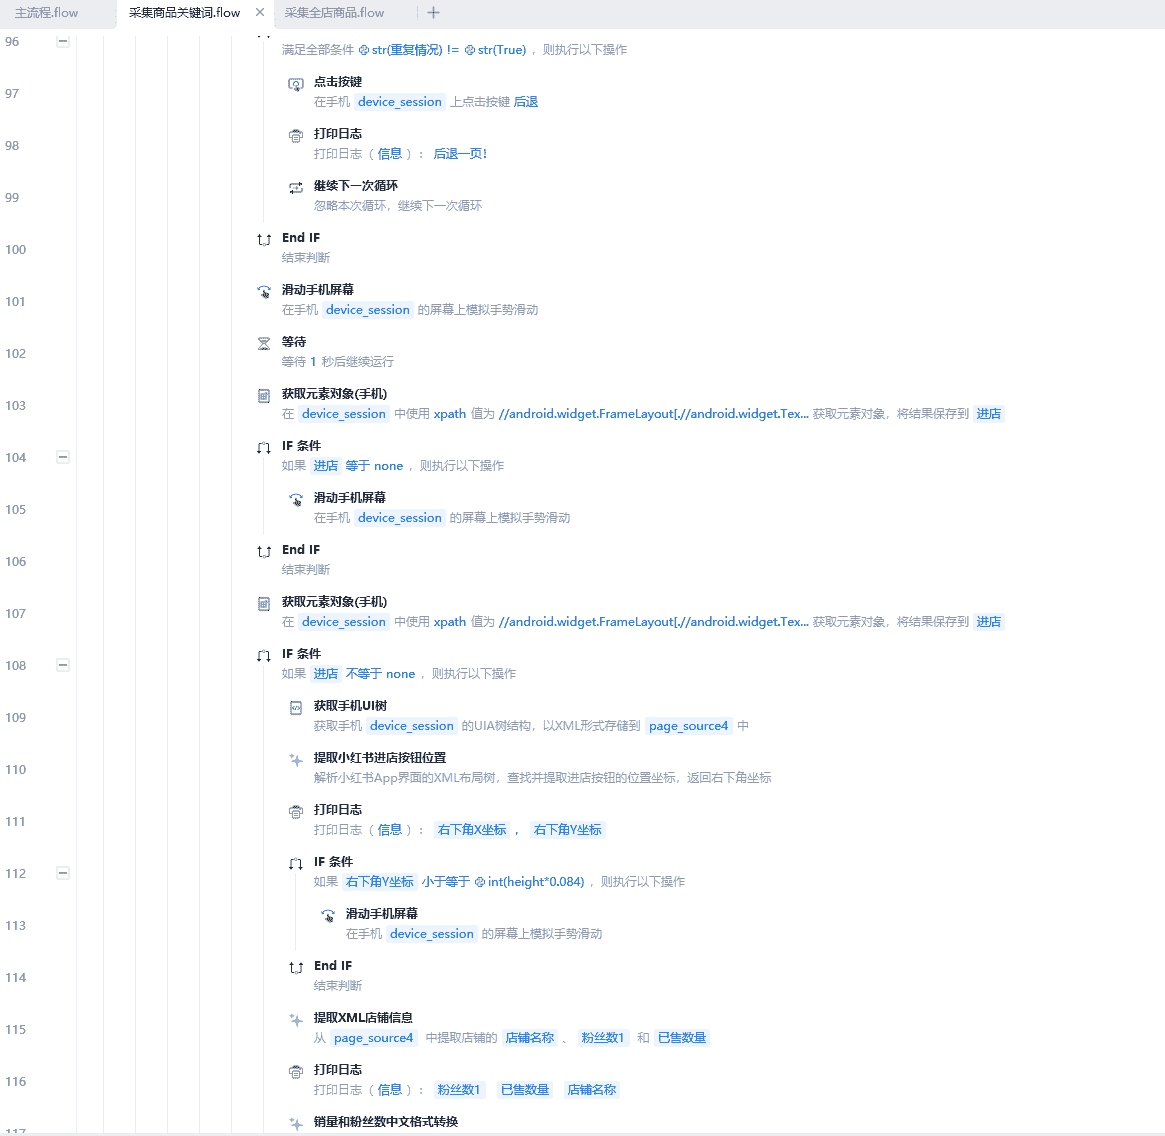 主流程.flow 采集商品关键词.flow × 采集全店商品.flow +
96 满足全部条件 str(重复情况) != str(True) ，则执行以下操作
97 点击按键
在手机 device_session 上点击按键 后退
98 打印日志
打印日志（ 信息 ）： 后退一页!
99 继续下一次循环
忽略本次循环，继续下一次循环
100 End IF
结束判断
101 滑动手机屏幕
在手机 device_session 的屏幕上模拟手势滑动
102 等待
等待 1 秒后继续运行
103 获取元素对象(手机)
在 device_session 中使用 xpath 值为 //android.widget.FrameLayout[.//android.widget.Tex... 获取元素对象，将结果保存到 进店
104 IF 条件
如果 进店 等于 none ，则执行以下操作
105 滑动手机屏幕
在手机 device_session 的屏幕上模拟手势滑动
106 End IF
结束判断
107 获取元素对象(手机)
在 device_session 中使用 xpath 值为 //android.widget.FrameLayout[.//android.widget.Tex... 获取元素对象，将结果保存到 进店
108 IF 条件
如果 进店 不等于 none ，则执行以下操作
109 获取手机UI树
获取手机 device_session 的UIA树结构，以XML形式存储到 page_source4 中
110 提取小红书进店按钮位置
解析小红书App界面的XML布局树，查找并提取进店按钮的位置坐标，返回右下角坐标
111 打印日志
打印日志（ 信息 ）： 右下角X坐标 ， 右下角Y坐标
112 IF 条件
如果 右下角Y坐标 小于等于 int(height*0.084) ，则执行以下操作
113 滑动手机屏幕
在手机 device_session 的屏幕上模拟手势滑动
114 End IF
结束判断
115 提取XML店铺信息
从 page_source4 中提取店铺的 店铺名称 、 粉丝数1 和 已售数量
116 打印日志
打印日志（ 信息 ）： 粉丝数1 已售数量 店铺名称
117 销量和粉丝数中文格式转换